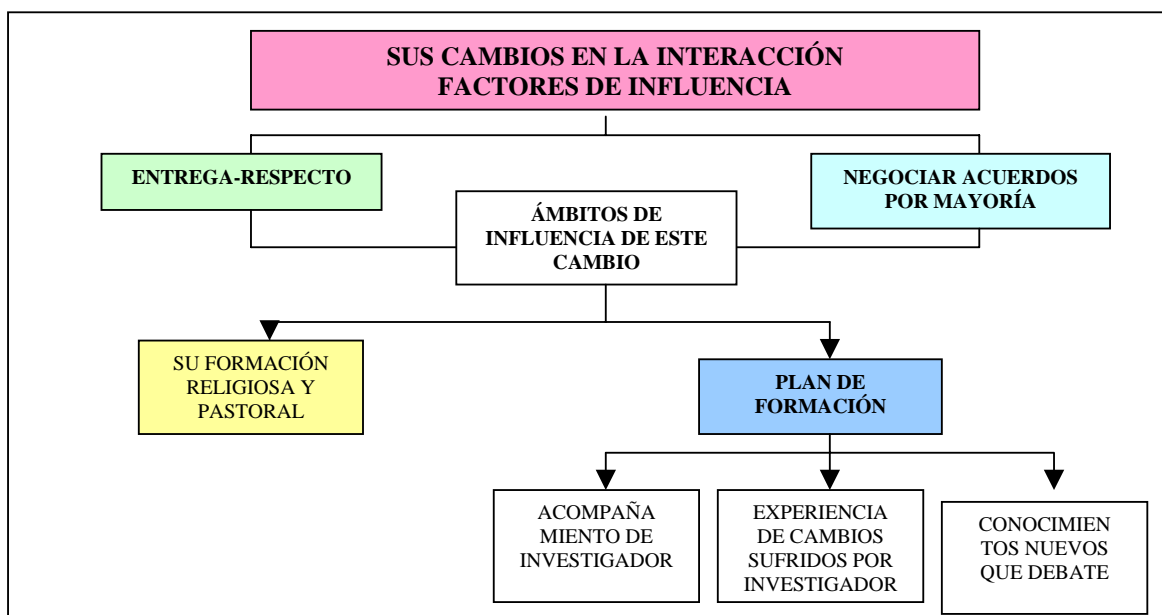 SUS CAMBIOS EN LA INTERACCIÓN
FACTORES DE INFLUENCIA
ENTREGA-RESPECTO
NEGOCIAR ACUERDOS
POR MAYORÍA
ÁMBITOS DE
INFLUENCIA DE ESTE
CAMBIO
SU FORMACIÓN
RELIGIOSA Y
PASTORAL
PLAN DE
FORMACIÓN
ACOMPAÑA
MIENTO DE
INVESTIGADOR
EXPERIENCIA
DE CAMBIOS
SUFRIDOS POR
INVESTIGADOR
CONOCIMIEN
TOS NUEVOS
QUE DEBATE